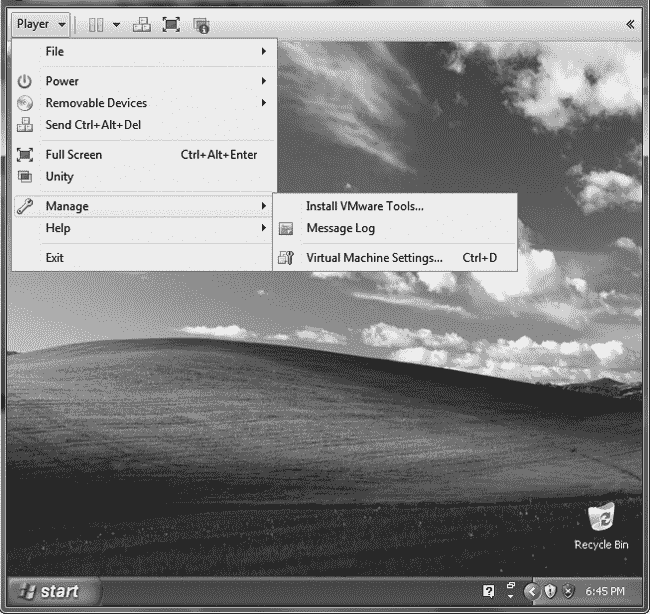 Player
File
Power
Removable Devices
Send Ctrl+Alt+Del
Full Screen Ctrl+Alt+Enter
Unity
Manage
Install VMware Tools...
Help
Message Log
Exit
Virtual Machine Settings... Ctrl+D
Recycle Bin
start
6:45 PM